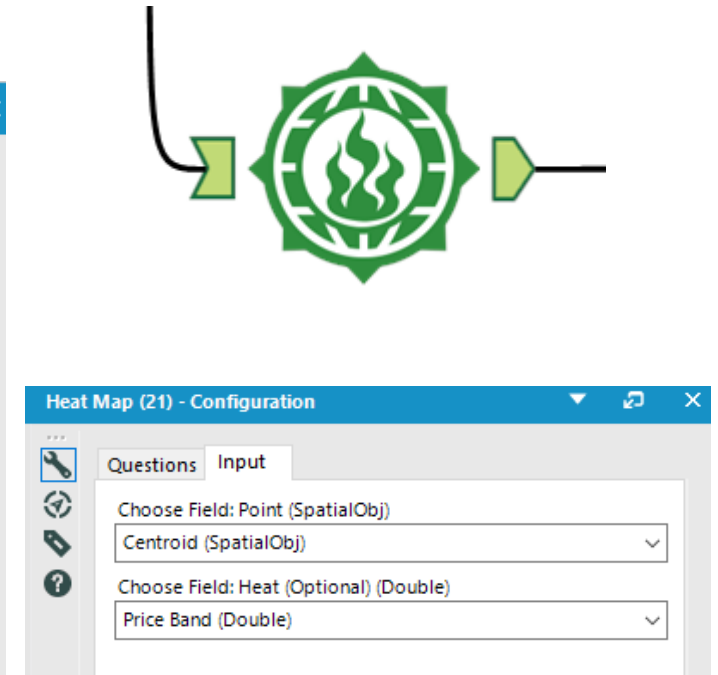 Heat Map (21) - Configuration
Questions Input
Choose Field: Point (SpatialObj)
Centroid (SpatialObj)
Choose Field: Heat (Optional) (Double)
Price Band (Double)